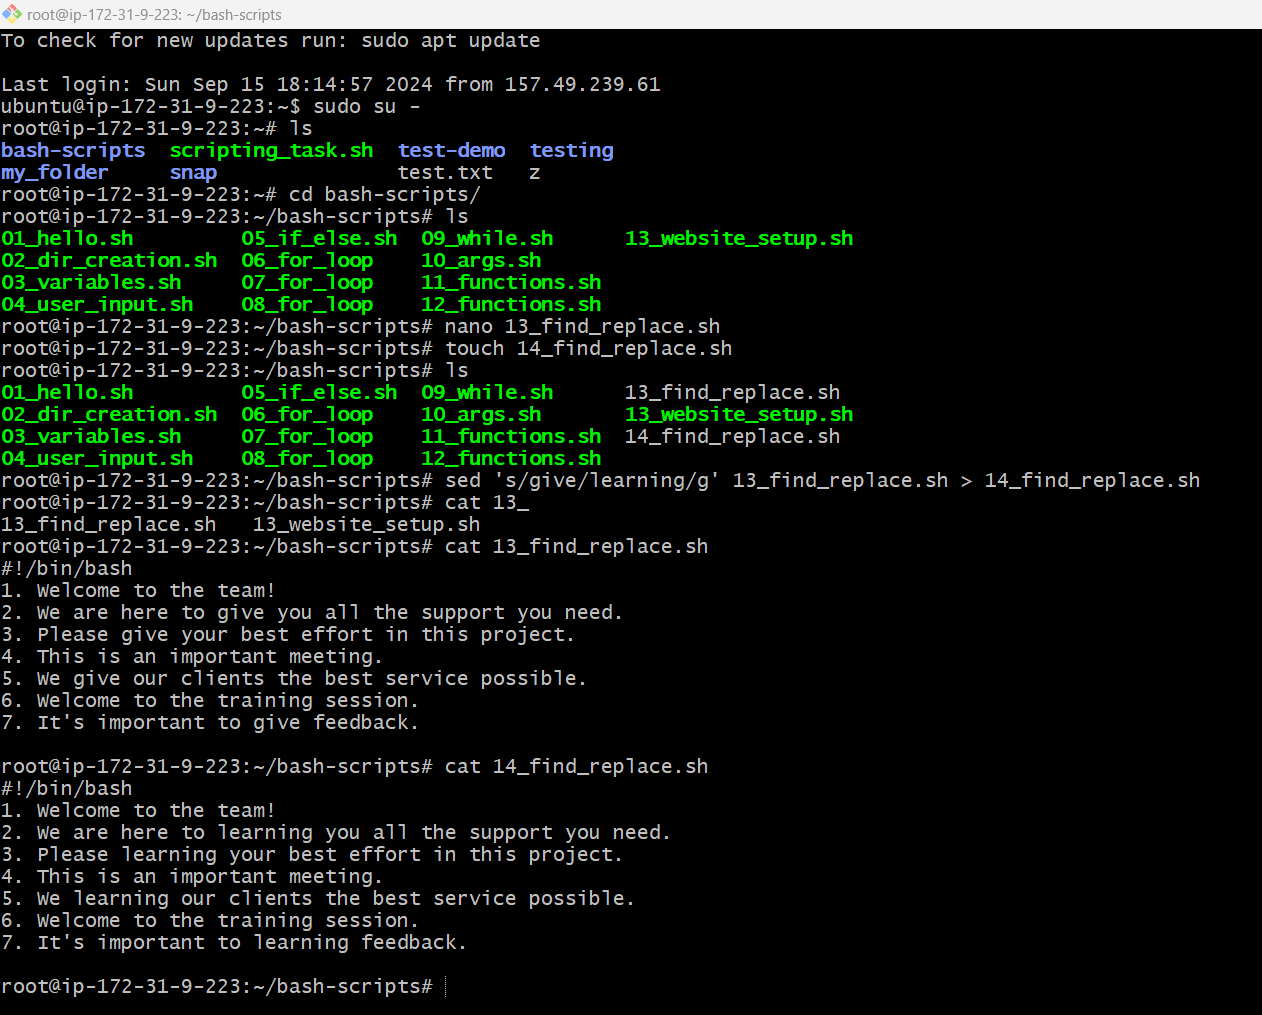 root@ip-172-31-9-223: ~/bash-scripts
To check for new updates run: sudo apt update
Last login: Sun Sep 15 18:14:57 2024 from 157.49.239.61
ubuntu@ip-172-31-9-223:~$ sudo su -
root@ip-172-31-9-223:~# ls
bash-scripts  scripting_task.sh  test-demo  testing
my_folder     snap               test.txt   z
root@ip-172-31-9-223:~# cd bash-scripts/
root@ip-172-31-9-223:~/bash-scripts# ls
01_hello.sh         05_if_else.sh  09_while.sh      13_website_setup.sh
02_dir_creation.sh  06_for_loop    10_args.sh
03_variables.sh     07_for_loop    11_functions.sh
04_user_input.sh    08_for_loop    12_functions.sh
root@ip-172-31-9-223:~/bash-scripts# nano 13_find_replace.sh
root@ip-172-31-9-223:~/bash-scripts# touch 14_find_replace.sh
root@ip-172-31-9-223:~/bash-scripts# ls
01_hello.sh         05_if_else.sh  09_while.sh      13_find_replace.sh
02_dir_creation.sh  06_for_loop    10_args.sh       13_website_setup.sh
03_variables.sh     07_for_loop    11_functions.sh  14_find_replace.sh
04_user_input.sh    08_for_loop    12_functions.sh
root@ip-172-31-9-223:~/bash-scripts# sed 's/give/learning/g' 13_find_replace.sh > 14_find_replace.sh
root@ip-172-31-9-223:~/bash-scripts# cat 13_
13_find_replace.sh   13_website_setup.sh
root@ip-172-31-9-223:~/bash-scripts# cat 13_find_replace.sh
#!/bin/bash
1. Welcome to the team!
2. We are here to give you all the support you need.
3. Please give your best effort in this project.
4. This is an important meeting.
5. We give our clients the best service possible.
6. Welcome to the training session.
7. It's important to give feedback.
root@ip-172-31-9-223:~/bash-scripts# cat 14_find_replace.sh
#!/bin/bash
1. Welcome to the team!
2. We are here to learning you all the support you need.
3. Please learning your best effort in this project.
4. This is an important meeting.
5. We learning our clients the best service possible.
6. Welcome to the training session.
7. It's important to learning feedback.
root@ip-172-31-9-223:~/bash-scripts#